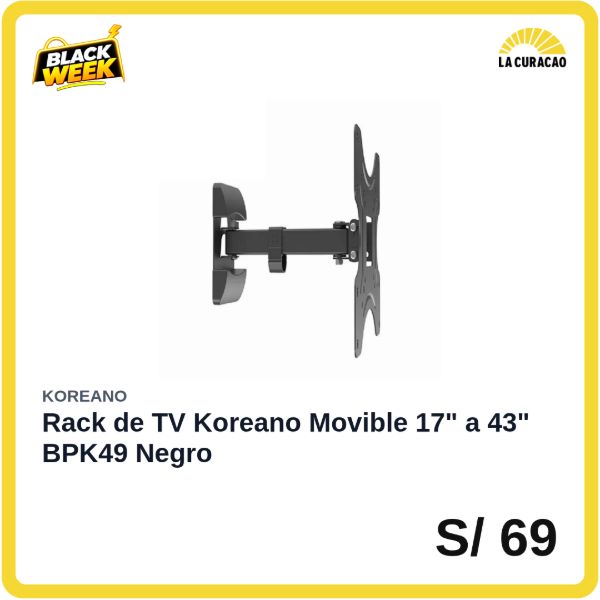 BLACK
WEEK
LA CURACAO
KOREANO
Rack de TV Koreano Movible 17" a 43"
BPK49 Negro
S/ 69